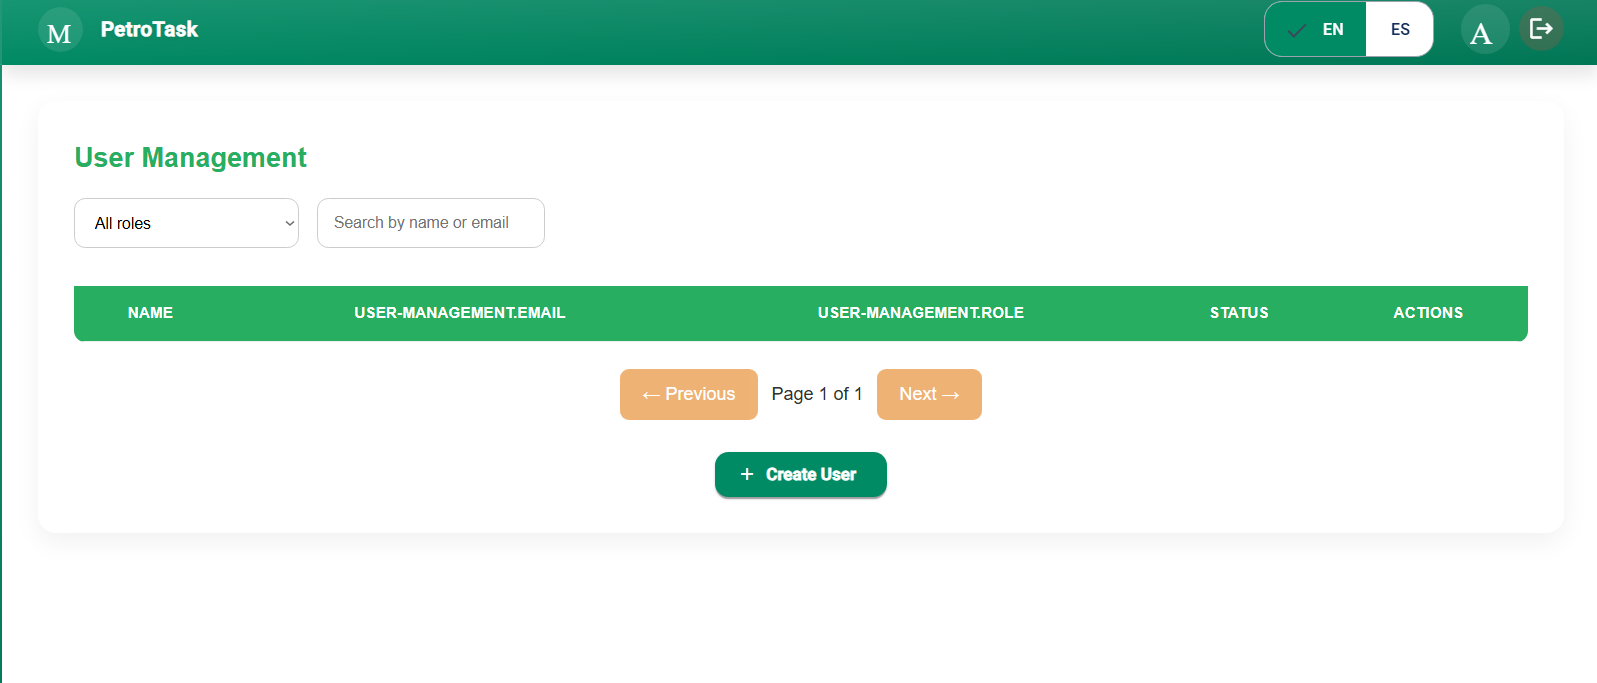 M PetroTask EN ES A
User Management
All roles Search by name or email
NAME USER-MANAGEMENT.EMAIL USER-MANAGEMENT.ROLE STATUS ACTIONS
← Previous Page 1 of 1 Next →
+ Create User